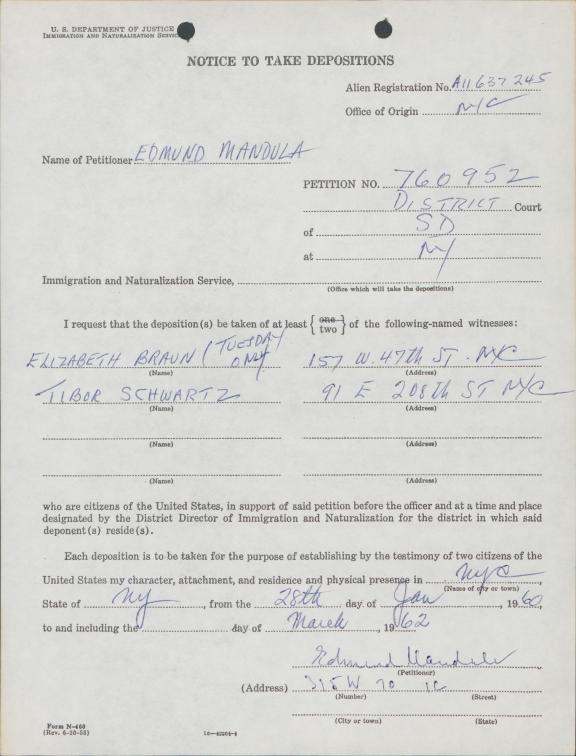 U. S. DEPARTMENT OF JUSTICE
IMMIGRATION AND NATURALIZATION SERVICE
NOTICE TO TAKE DEPOSITIONS
Alien Registration No. A11 637 245
Office of Origin NYC
Name of Petitioner EDMUND MANDULA
PETITION NO. 760952
DISTRICT Court
of SD
at NY
Immigration and Naturalization Service,
(Office which will take the depositions)
I request that the deposition(s) be taken of at least { one two } of the following-named witnesses:
ELIZABETH BRAUN (TUESDAY ONLY 157 W. 47th ST. NYC
(Name) (Address)
TIBOR SCHWARTZ 91 E 208th ST NYC
(Name) (Address)
(Name) (Address)
(Name) (Address)
who are citizens of the United States, in support of said petition before the officer and at a time and place
designated by the District Director of Immigration and Naturalization for the district in which said
deponent(s) reside(s).
Each deposition is to be taken for the purpose of establishing by the testimony of two citizens of the
United States my character, attachment, and residence and physical presence in NYC,
(Name of city or town)
State of NY, from the 28th day of Jan, 1960,
to and including the day of March, 1962
Edmund Mandula
(Petitioner)
(Address) 315 W 70
(Number) (Street)
(City or town) (State)
Form N-460
(Rev. 6-20-58)